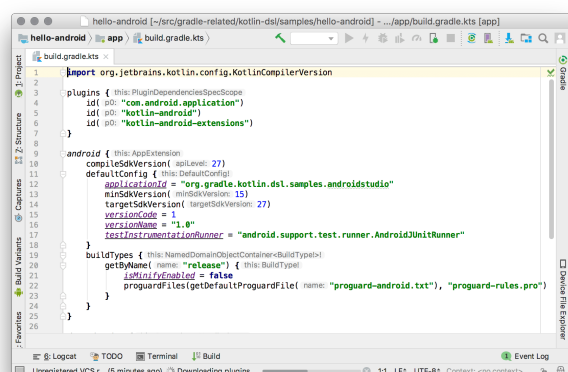 hello-android [~/src/gradle-related/kotlin-dsl/samples/hello-android] - .../app/build.gradle.kts [app]
hello-android app build.gradle.kts
build.gradle.kts
1 import org.jetbrains.kotlin.config.KotlinCompilerVersion
2
3 plugins { this: PluginDependenciesSpecScope
4 id( p0: "com.android.application")
5 id( p0: "kotlin-android")
6 id( p0: "kotlin-android-extensions")
7 }
8
9 android { this: AppExtension
10 compileSdkVersion( apiLevel: 27)
11 defaultConfig { this: DefaultConfig!
12 applicationId = "org.gradle.kotlin.dsl.samples.androidstudio"
13 minSdkVersion( minSdkVersion: 15)
14 targetSdkVersion( targetSdkVersion: 27)
15 versionCode = 1
16 versionName = "1.0"
17 testInstrumentationRunner = "android.support.test.runner.AndroidJUnitRunner"
18 }
19 buildTypes { this: NamedDomainObjectContainer<BuildType!>!
20 getByName( name: "release") { this: BuildType!
21 isMinifyEnabled = false
22 proguardFiles(getDefaultProguardFile( name: "proguard-android.txt"), "proguard-rules.pro")
23 }
24 }
25 }
26
1: Project
7: Structure
Captures
Build Variants
: Favorites
Gradle
Device File Explorer
6: Logcat TODO Terminal Build 1 Event Log
Unregistered VCS r... (5 minutes ago) Downloading plugins 1:1 LF UTF-8 Context: <no context>